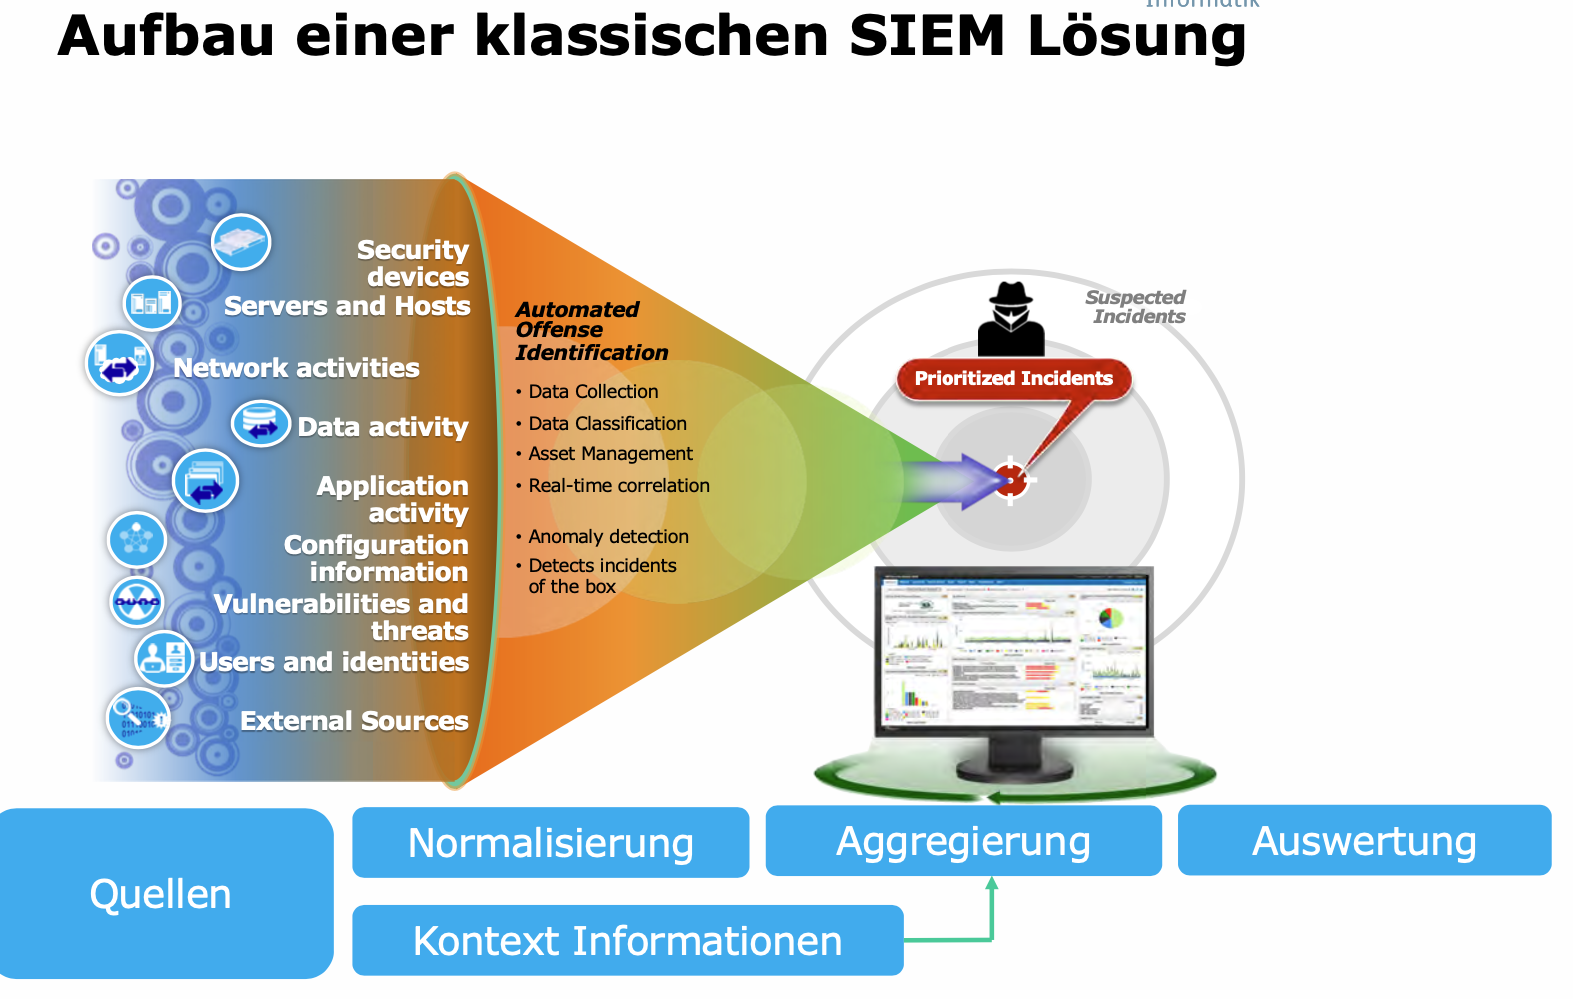 Informatik
Aufbau einer klassischen SIEM Lösung
Security
devices
Servers and Hosts
Network activities
Data activity
Application
activity
Configuration
information
Vulnerabilities and
threats
Users and identities
External Sources
Automated
Offense
Identification
• Data Collection
• Data Classification
• Asset Management
• Real-time correlation
• Anomaly detection
• Detects incidents
of the box
Suspected
Incidents
Prioritized Incidents
Quellen
Normalisierung
Aggregierung
Auswertung
Kontext Informationen